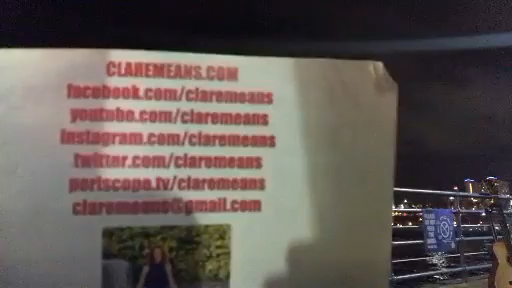 CLAREMEANS.COM
facebook.com/claremeans
youtube.com/claremeans
instagram.com/claremeans
twitter.com/claremeans
periscope.tv/claremeans
claremeans@gmail.com